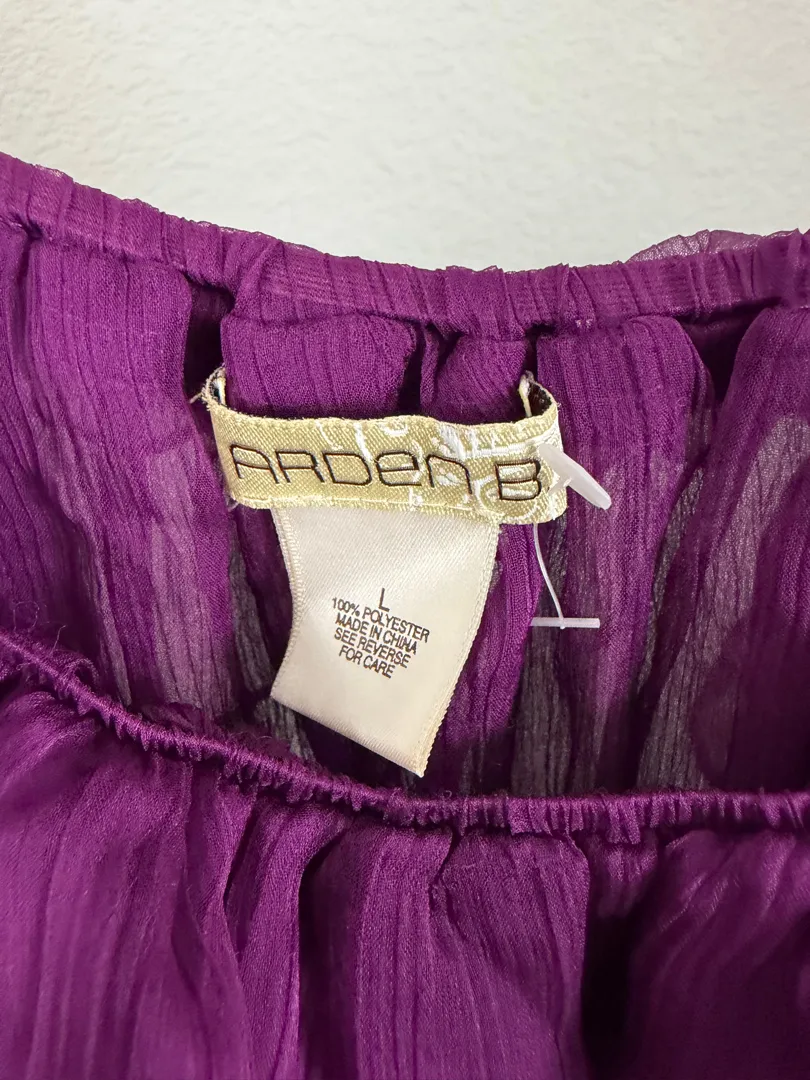 ARDEN B
L
100% POLYESTER
MADE IN CHINA
SEE REVERSE
FOR CARE